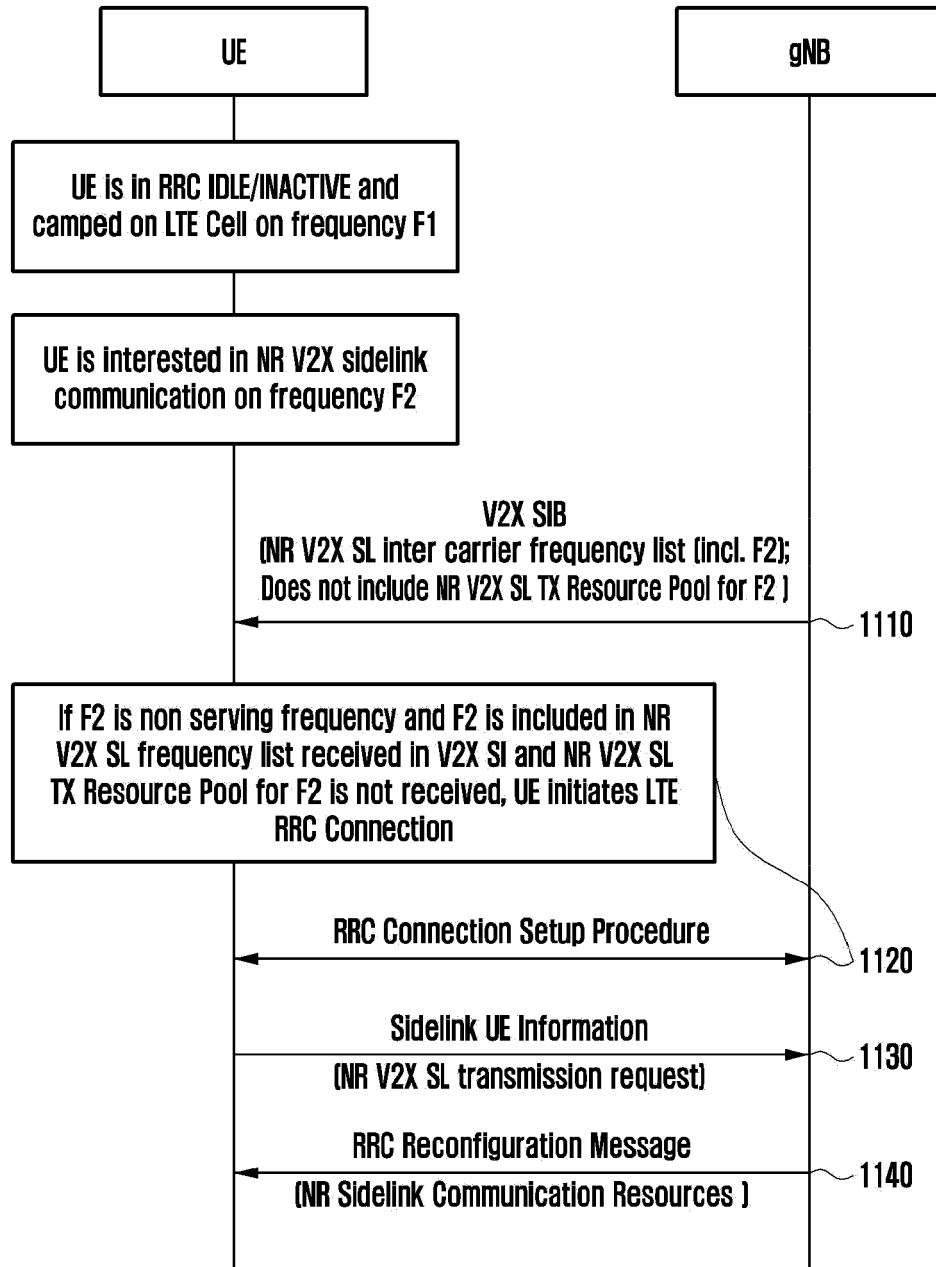 UE
gNB
UE is in RRC IDLE/INACTIVE and
camped on LTE Cell on frequency F1
UE is interested in NR V2X sidelink
communication on frequency F2
V2X SIB
(NR V2X SL inter carrier frequency list (incl. F2);
Does not include NR V2X SL TX Resource Pool for F2 )
1110
If F2 is non serving frequency and F2 is included in NR
V2X SL frequency list received in V2X SI and NR V2X SL
TX Resource Pool for F2 is not received, UE initiates LTE
RRC Connection
RRC Connection Setup Procedure
1120
Sidelink UE Information
(NR V2X SL transmission request)
1130
RRC Reconfiguration Message
(NR Sidelink Communication Resources )
1140